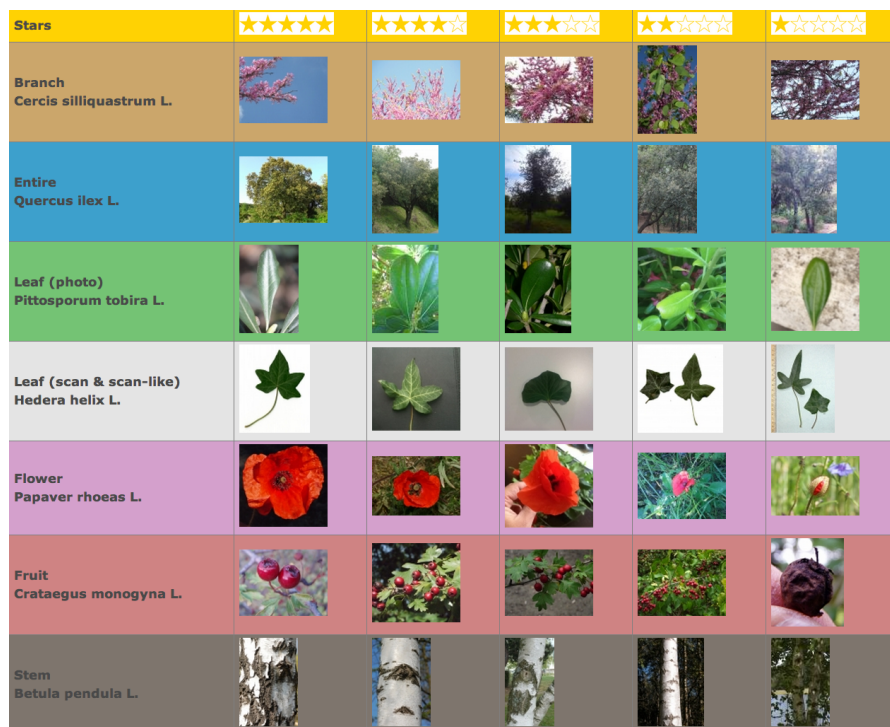 Stars
Branch
Cercis silliquastrum L.
Entire
Quercus ilex L.
Leaf (photo)
Pittosporum tobira L.
Leaf (scan & scan-like)
Hedera helix L.
Flower
Papaver rhoeas L.
Fruit
Crataegus monogyna L.
Stem
Betula pendula L.